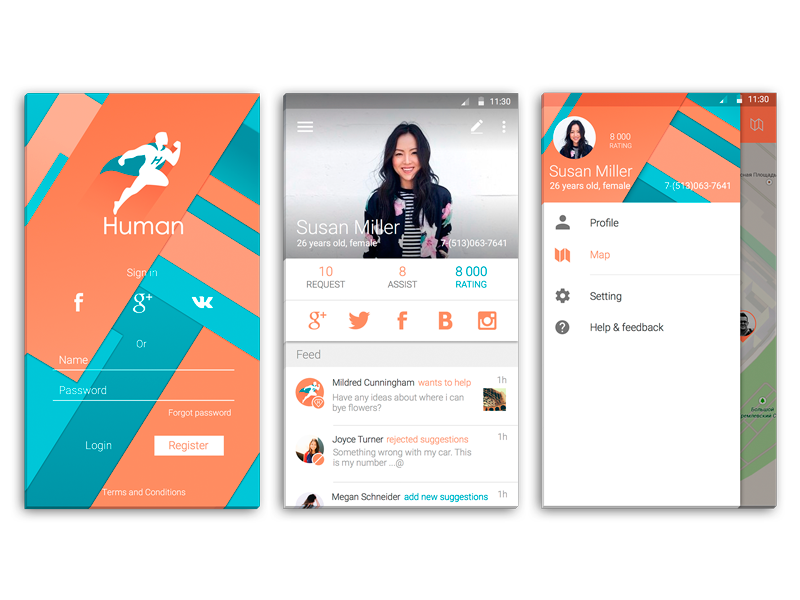 H
Human
Sign in
f
g+
Or
Name
Password
Forgot password
Login
Register
Terms and Conditions
11:30
Susan Miller
26 years old, female
7-(513)063-7641
10
REQUEST
8
ASSIST
8 000
RATING
g+
f
B
Feed
Mildred Cunningham wants to help
1h
Have any ideas about where i can
bye flowers?
Joyce Turner rejected suggestions
1h
Something wrong with my car. This
is my number ...@
Megan Schneider add new suggestions
1h
11:30
8 000
RATING
Susan Miller
26 years old, female
7-(513)063-7641
Profile
Map
Setting
Help & feedback
Площадь
Большой